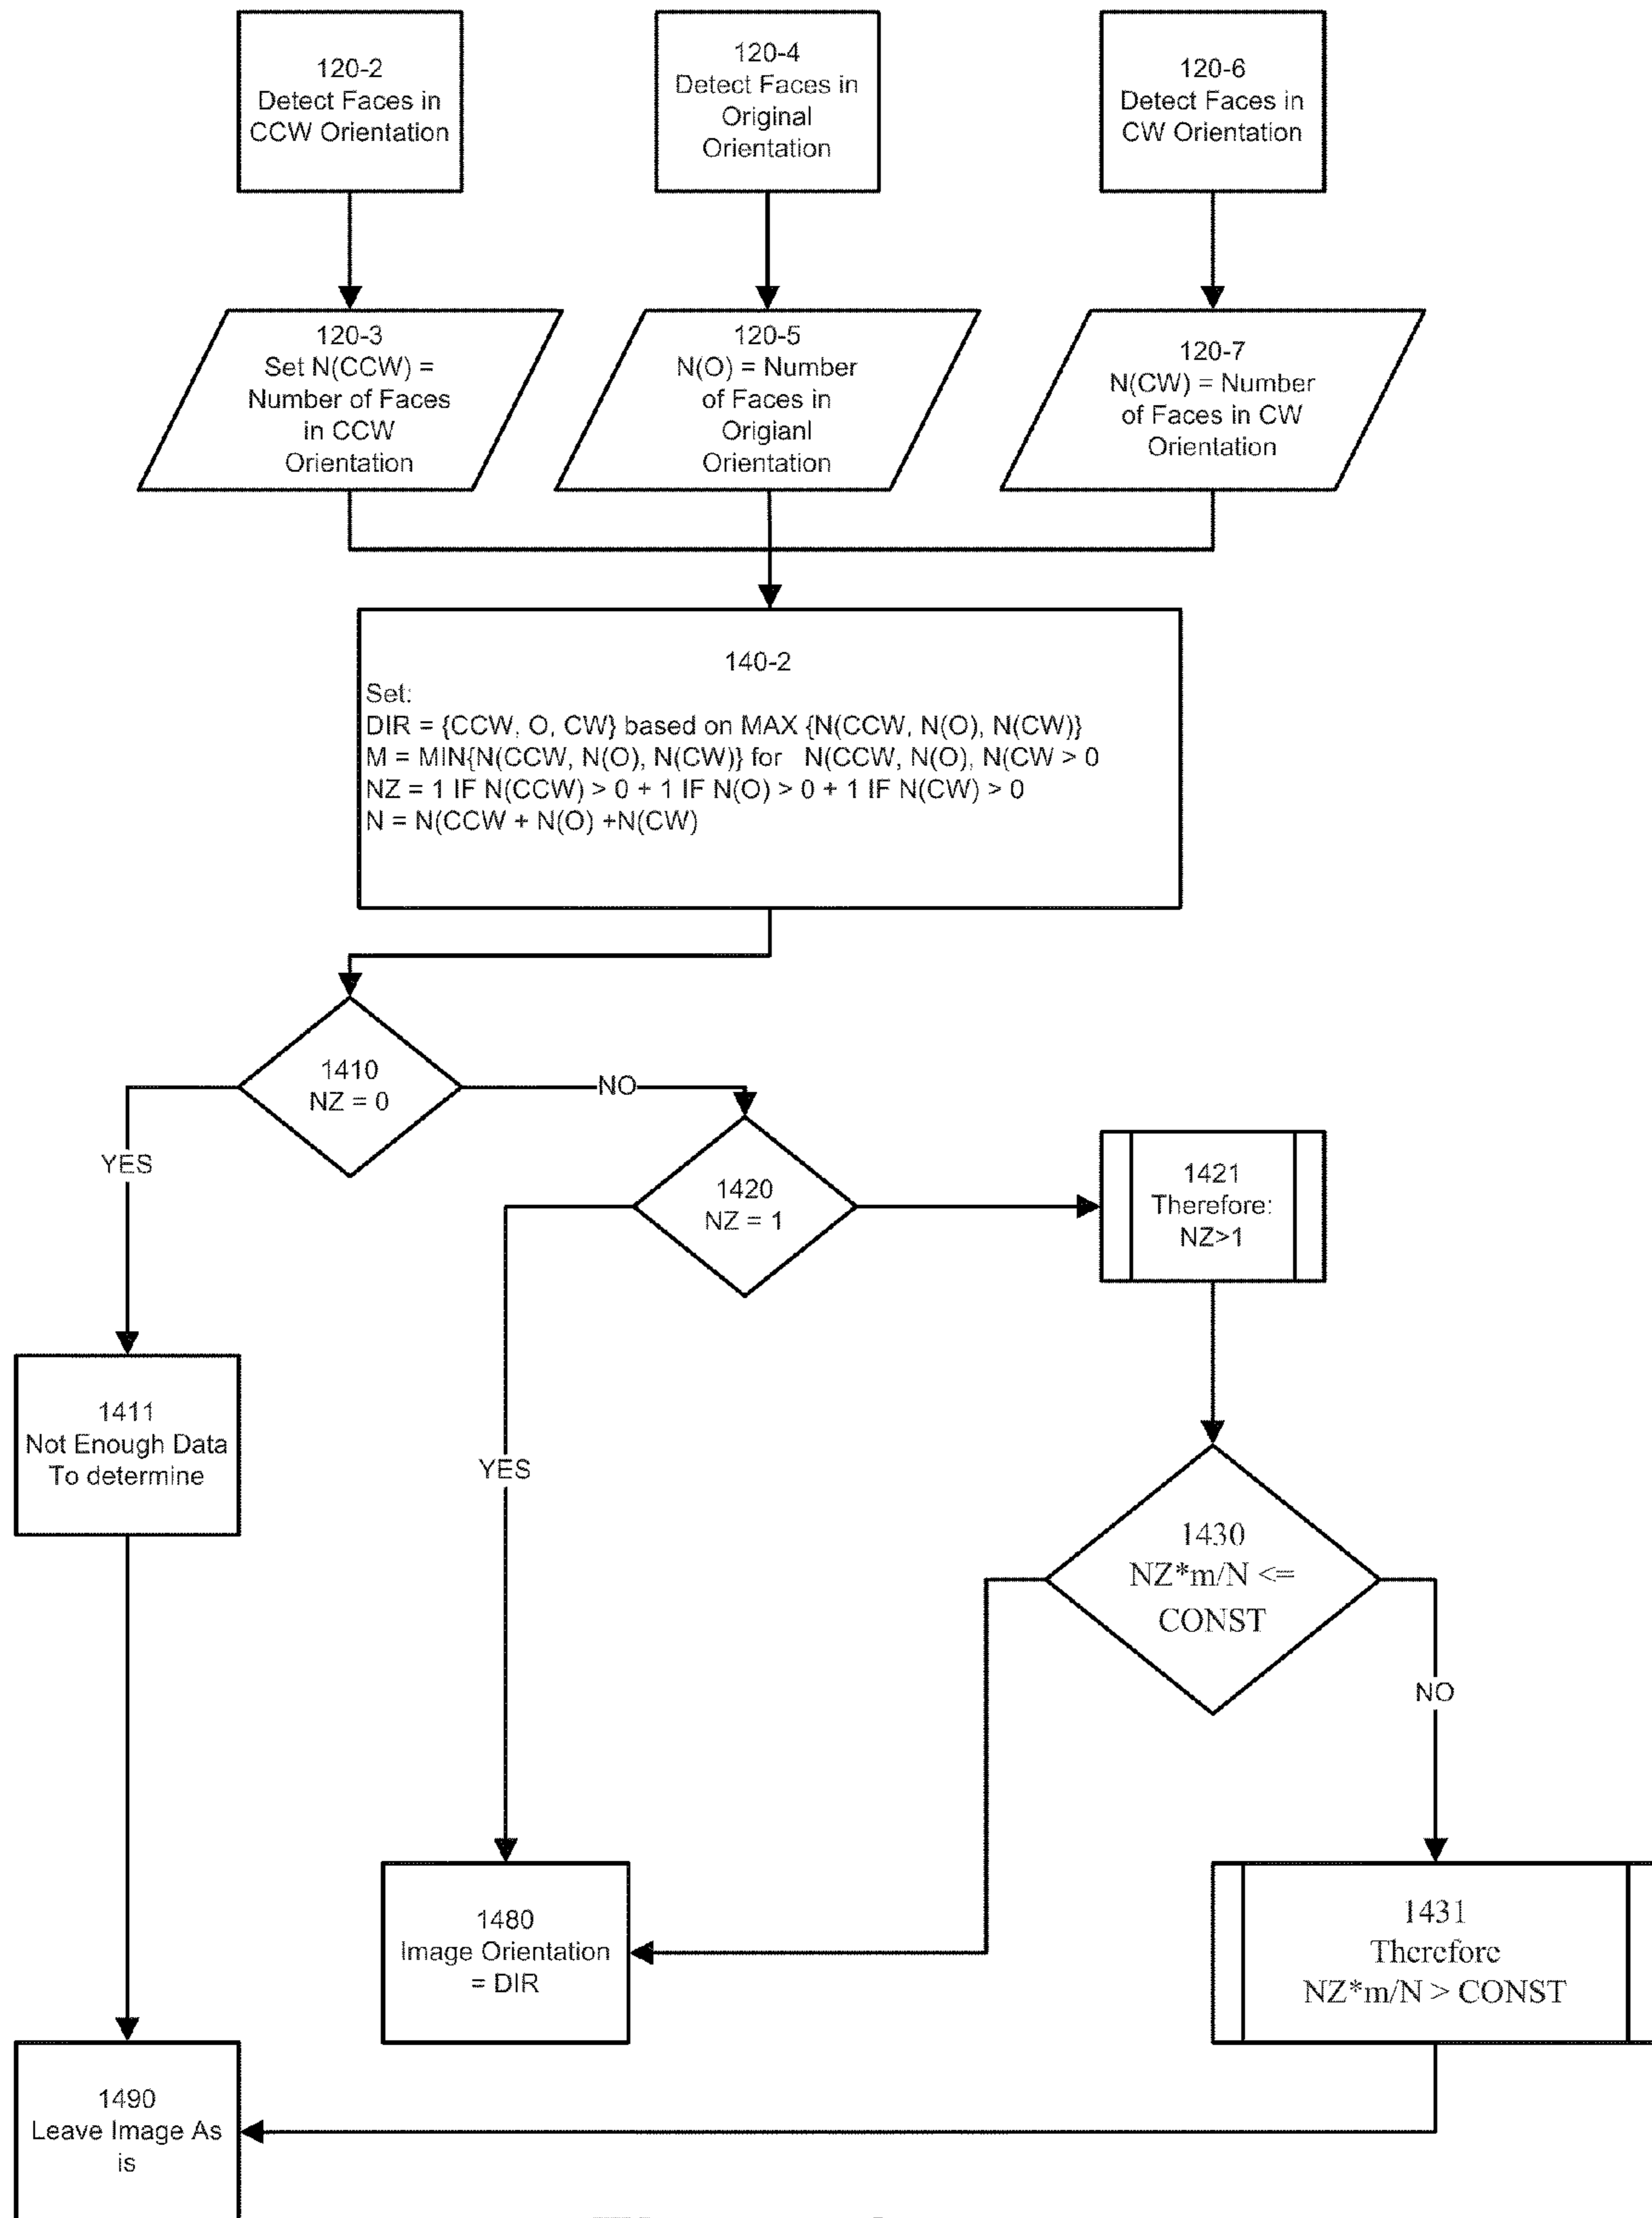 120-2
Detect Faces in
CCW Orientation
120-4
Detect Faces in
Original
Orientation
120-6
Detect Faces in
CW Orientation
120-3
Set N(CCW) =
Number of Faces
in CCW
Orientation
120-5
N(O) = Number
of Faces in
Origianl
Orientation
120-7
N(CW) = Number
of Faces in CW
Orientation
140-2
Set:
DIR = {CCW, O, CW} based on MAX {N(CCW, N(O), N(CW)}
M = MIN{N(CCW, N(O), N(CW)} for N(CCW, N(O), N(CW > 0
NZ = 1 IF N(CCW) > 0 + 1 IF N(O) > 0 + 1 IF N(CW) > 0
N = N(CCW + N(O) +N(CW)
1410
NZ = 0
NO
YES
1420
NZ = 1
1421
Therefore:
NZ>1
1411
Not Enough Data
To determine
YES
1430
NZ*m/N <=
CONST
NO
1480
Image Orientation
= DIR
1431
Therefore
NZ*m/N > CONST
1490
Leave Image As
is